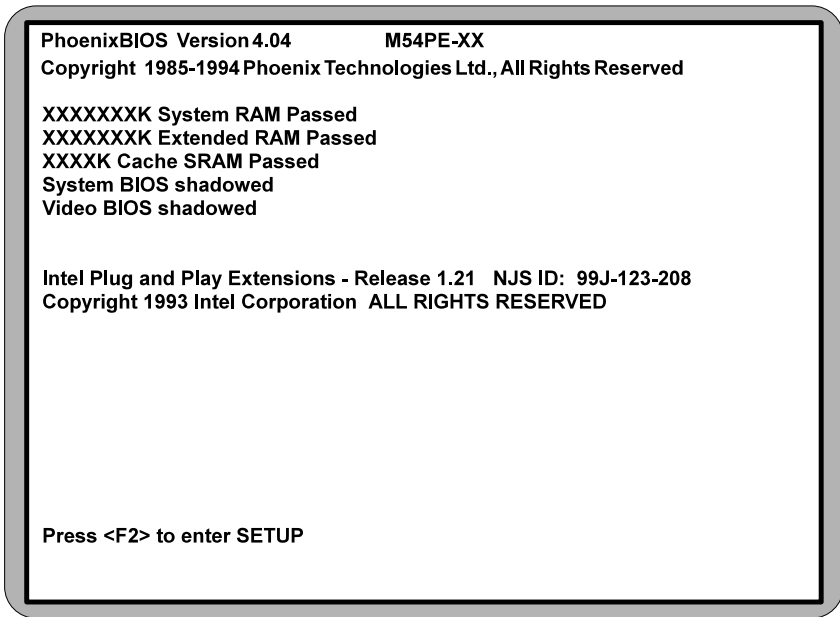 PhoenixBIOS Version 4.04 M54PE-XX
Copyright 1985-1994 Phoenix Technologies Ltd., All Rights Reserved
XXXXXXXK System RAM Passed
XXXXXXXK Extended RAM Passed
XXXXK Cache SRAM Passed
System BIOS shadowed
Video BIOS shadowed
Intel Plug and Play Extensions - Release 1.21 NJS ID: 99J-123-208
Copyright 1993 Intel Corporation ALL RIGHTS RESERVED
Press <F2> to enter SETUP